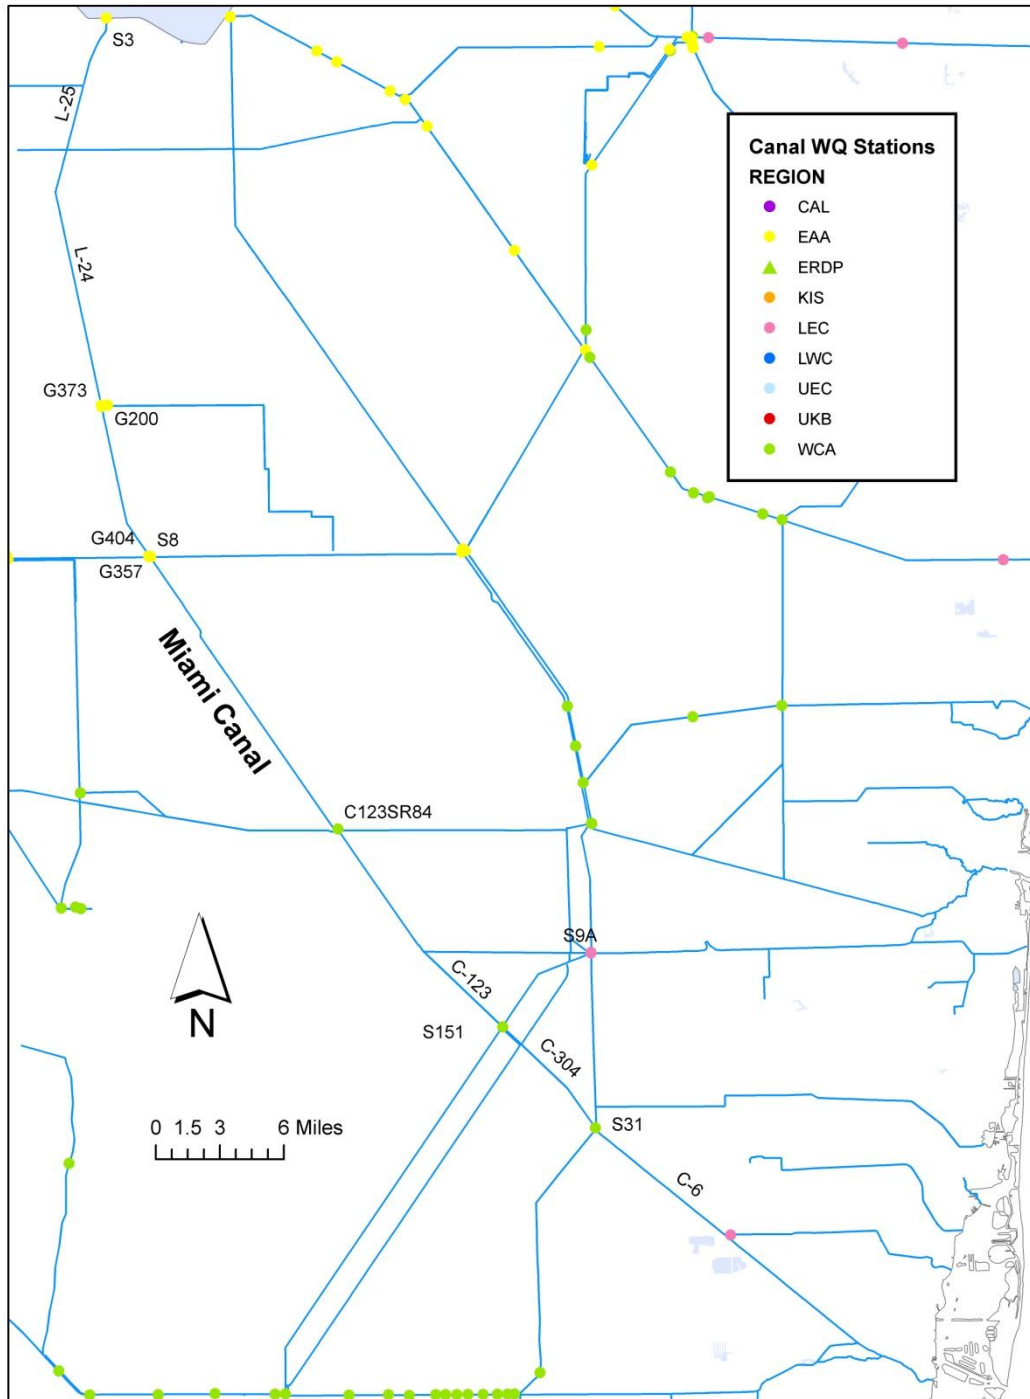 S3
L-25
Canal WQ Stations
REGION
CAL
EAA
ERDP
KIS
LEC
LWC
UEC
UKB
WCA
L-24
G373
G200
G404
S8
G357
Miami Canal
C123SR84
S9A
C-123
S151
C-304
N
0 1.5 3 6 Miles
S31
C-6